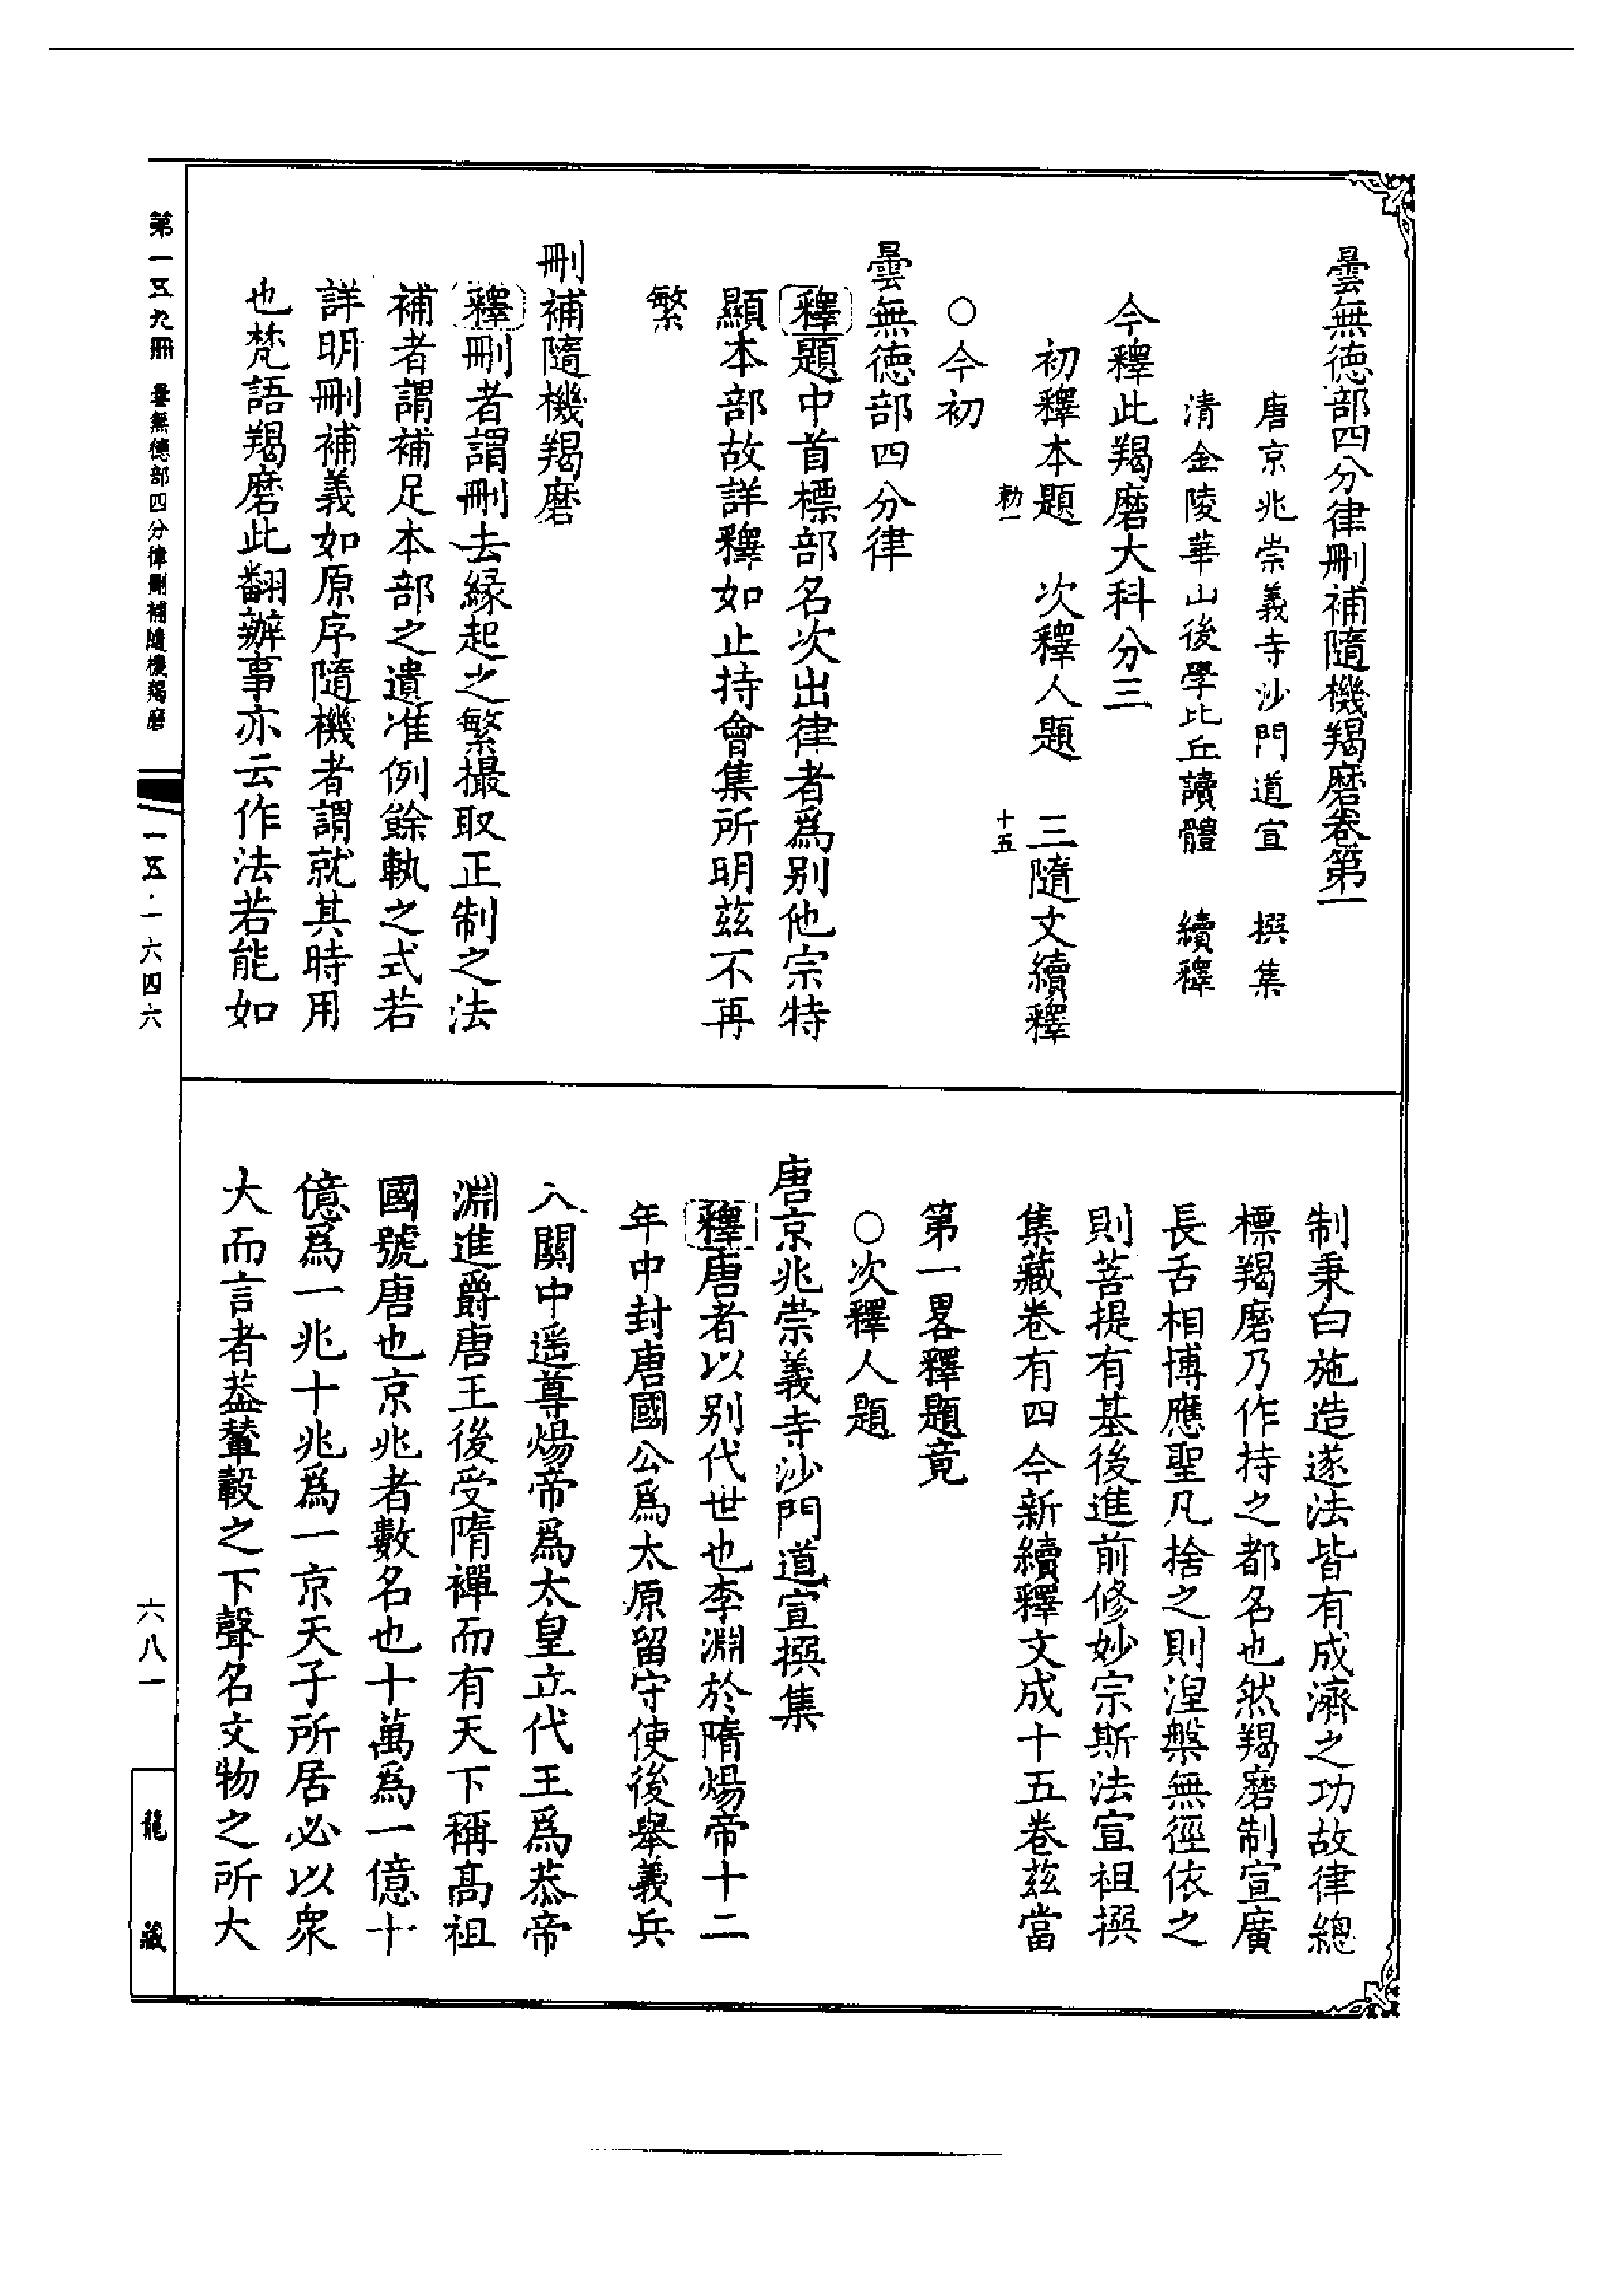 曇無德部四分律刪補隨機羯磨卷第一
唐京兆崇義寺沙門道宣　撰集
清金陵華山後學比丘讀體　續釋
今釋此羯磨大科分三
初釋本題　次釋人題　三隨文續釋
勅一　十五
○今初
曇無德部四分律
釋題中首標部名次出律者爲別他宗特
顯本部故詳釋如止持會集所明茲不再
繁
刪補隨機羯磨
釋刪者謂刪去緣起之繁撮取正制之法
補者謂補足本部之遺准例餘執之式若
詳明刪補義如原序隨機者謂就其時用
也梵語羯磨此翻辦事亦云作法若能如
制秉白施造遂法皆有成濟之功故律總
標羯磨乃作持之都名也然羯磨制宣廣
長舌相博應聖凡捨之則涅槃無徑依之
則菩提有基後進前修妙宗斯法宣祖撰
集藏卷有四今新續釋文成十五卷茲當
第一畧釋題竟
○次釋人題
唐京兆崇義寺沙門道宣撰集
釋唐者以別代世也李淵於隋煬帝十二
年中封唐國公爲太原留守使後舉義兵
入關中遥尊煬帝爲太皇立代王爲恭帝
淵進爵唐王後受隋禪而有天下稱高祖
國號唐也京兆者數名也十萬爲一億十
億爲一兆十兆爲一京天子所居必以衆
大而言者葢輦轂之下聲名文物之所大
第一五九冊　曇無德部四分律刪補隨機羯磨
一五·一六四六
六八一
龍藏